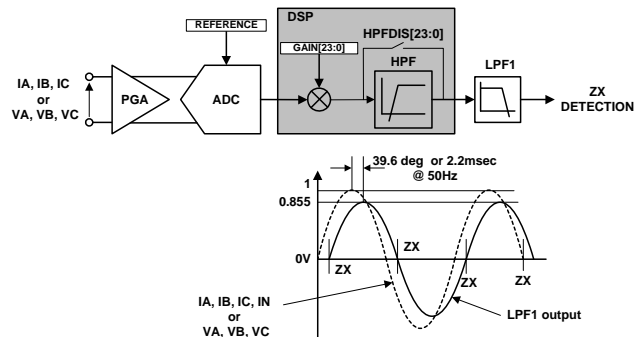 REFERENCE
DSP
HPFDIS[23:0]
GAIN[23:0]
HPF
LPF1
IA, IB, IC
or
VA, VB, VC
PGA
ADC
ZX
DETECTION
39.6 deg or 2.2msec
@ 50Hz
1
0.855
0V
ZX
ZX
ZX
ZX
IA, IB, IC, IN
or
VA, VB, VC
LPF1 output